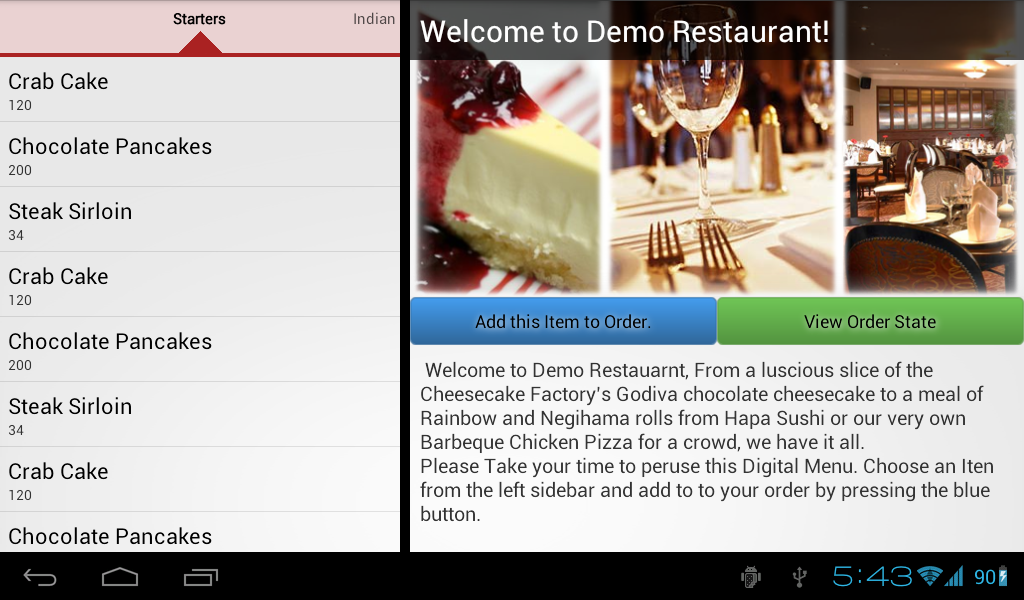 Starters
Indian
Crab Cake
120
Chocolate Pancakes
200
Steak Sirloin
34
Crab Cake
120
Chocolate Pancakes
200
Steak Sirloin
34
Crab Cake
120
Chocolate Pancakes
Welcome to Demo Restaurant!
Add this Item to Order.
View Order State
Welcome to Demo Restauarnt, From a luscious slice of the
Cheesecake Factory's Godiva chocolate cheesecake to a meal of
Rainbow and Negihama rolls from Hapa Sushi or our very own
Barbeque Chicken Pizza for a crowd, we have it all.
Please Take your time to peruse this Digital Menu. Choose an Iten
from the left sidebar and add to to your order by pressing the blue
button.
5:43
90